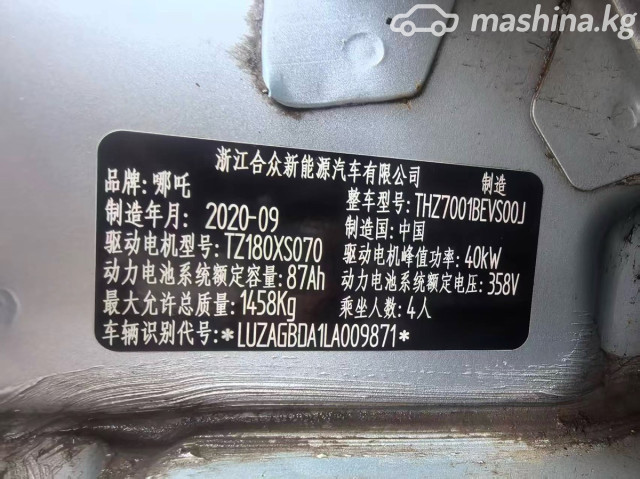 mashina.kg
浙江合众新能源汽车有限公司 制造
品牌: 哪吒 整车型号: THZ7001BEVS00J
制造年月: 2020-09 制造国: 中国
驱动电机型号: TZ180XS070 驱动电机峰值功率: 40kW
动力电池系统额定容量: 87Ah 动力电池系统额定电压: 358V
最大允许总质量: 1458Kg 乘坐人数: 4人
车辆识别代号: *LUZAGBDA1LA009871*